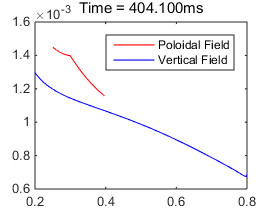 Time = 404.100ms
×10⁻³
1.6
1.4
1.2
1
0.8
0.6
Poloidal Field
Vertical Field
0.2 0.4 0.6 0.8